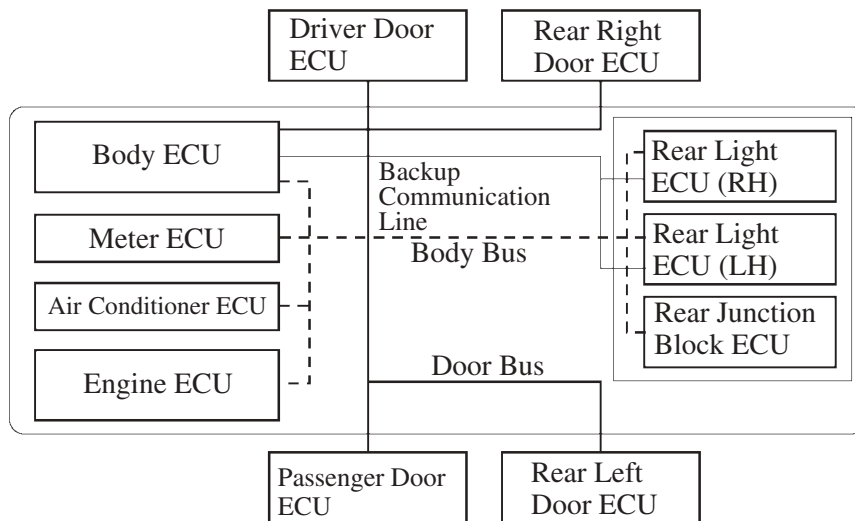 Driver Door
ECU
Rear Right
Door ECU
Body ECU
Meter ECU
Air Conditioner ECU
Engine ECU
Backup
Communication
Line
Body Bus
Door Bus
Rear Light
ECU (RH)
Rear Light
ECU (LH)
Rear Junction
Block ECU
Passenger Door
ECU
Rear Left
Door ECU